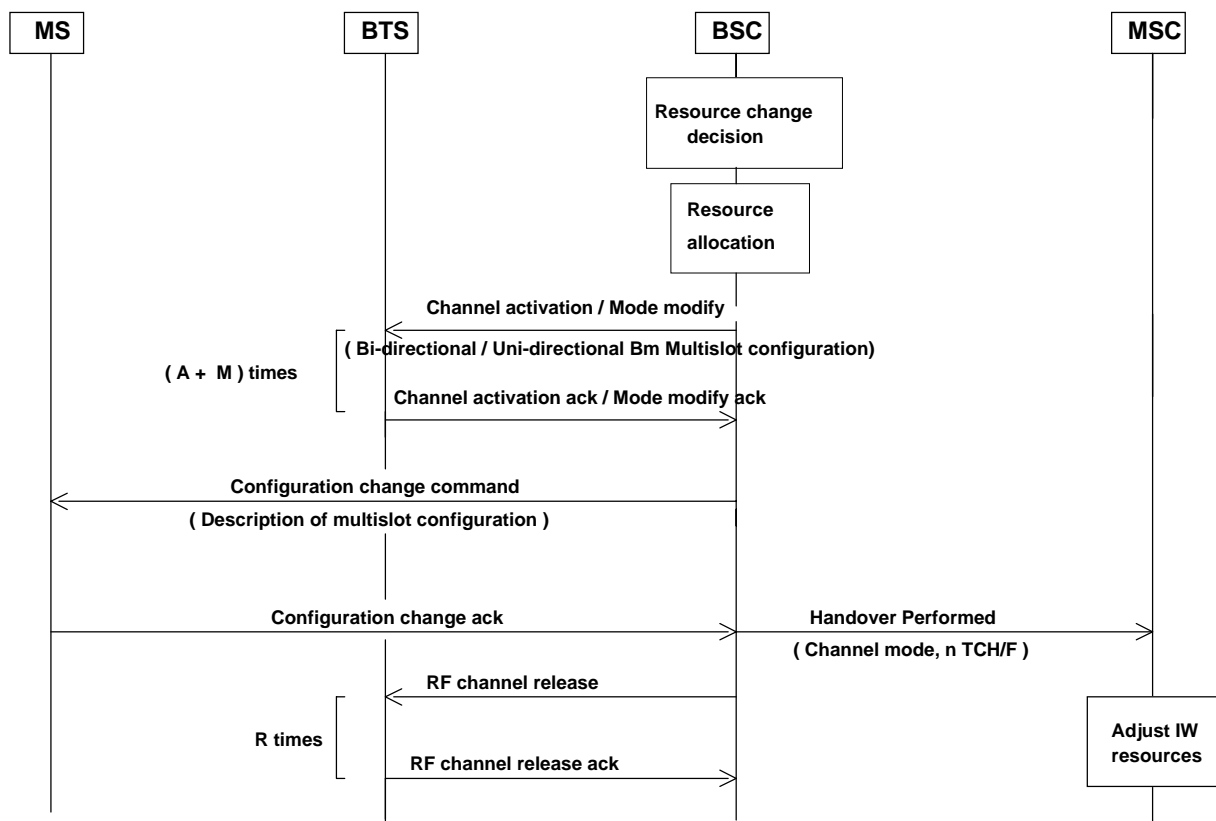 MS
BTS
BSC
MSC
Resource change
decision
Resource
allocation
Channel activation / Mode modify
( Bi-directional / Uni-directional Bm Multislot configuration)
( A + M ) times
Channel activation ack / Mode modify ack
Configuration change command
( Description of multislot configuration )
Configuration change ack
Handover Performed
( Channel mode, n TCH/F )
RF channel release
R times
Adjust IW
resources
RF channel release ack